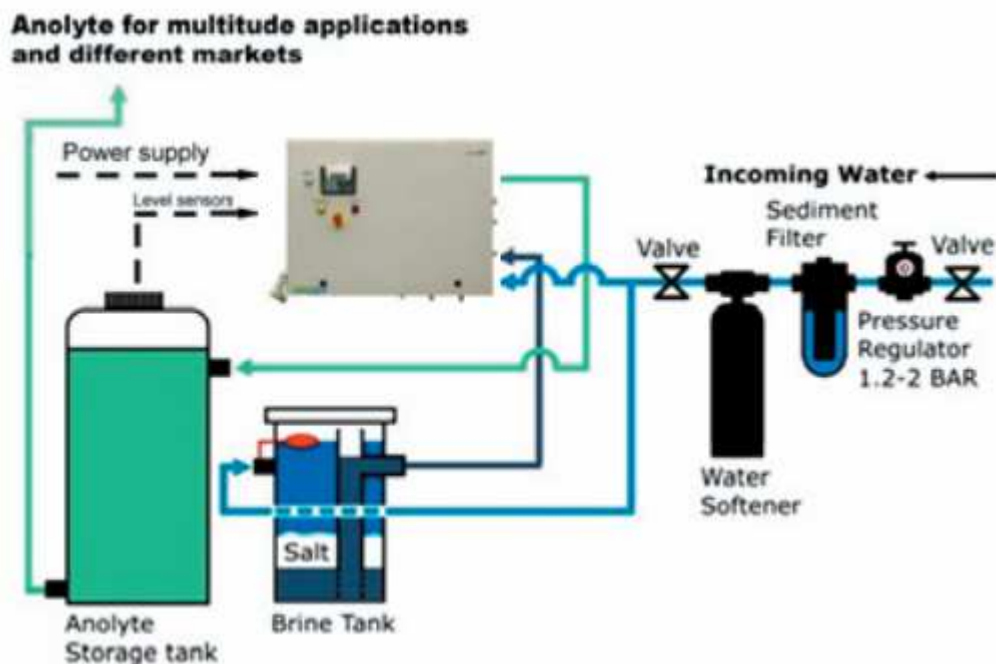 Anolyte for multitude applications
and different markets
Power supply
Level sensors
Incoming Water
Sediment
Filter
Valve
Valve
Pressure
Regulator
1.2-2 BAR
Water
Softener
Salt
Brine Tank
Anolyte
Storage tank